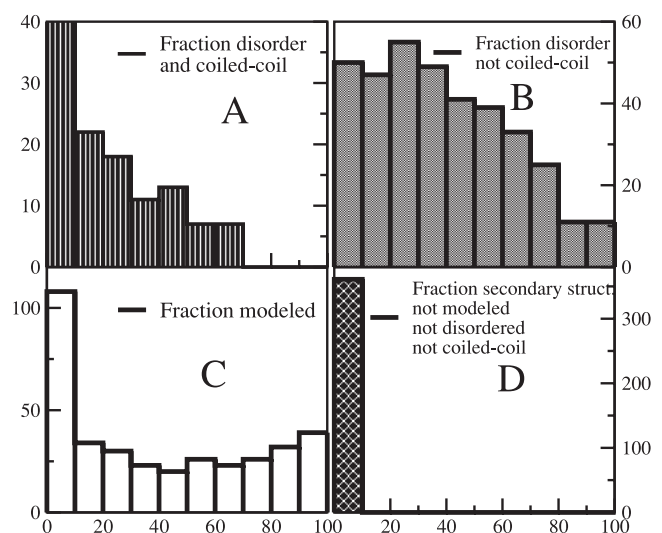 40
30
20
10
0
Fraction disorder
and coiled-coil
A
60
40
20
0
Fraction disorder
not coiled-coil
B
100
50
0
Fraction modeled
C
0 20 40 60 80 100
Fraction secondary struct.
not modeled
not disordered
not coiled-coil
D
300
200
100
0
20 40 60 80 100